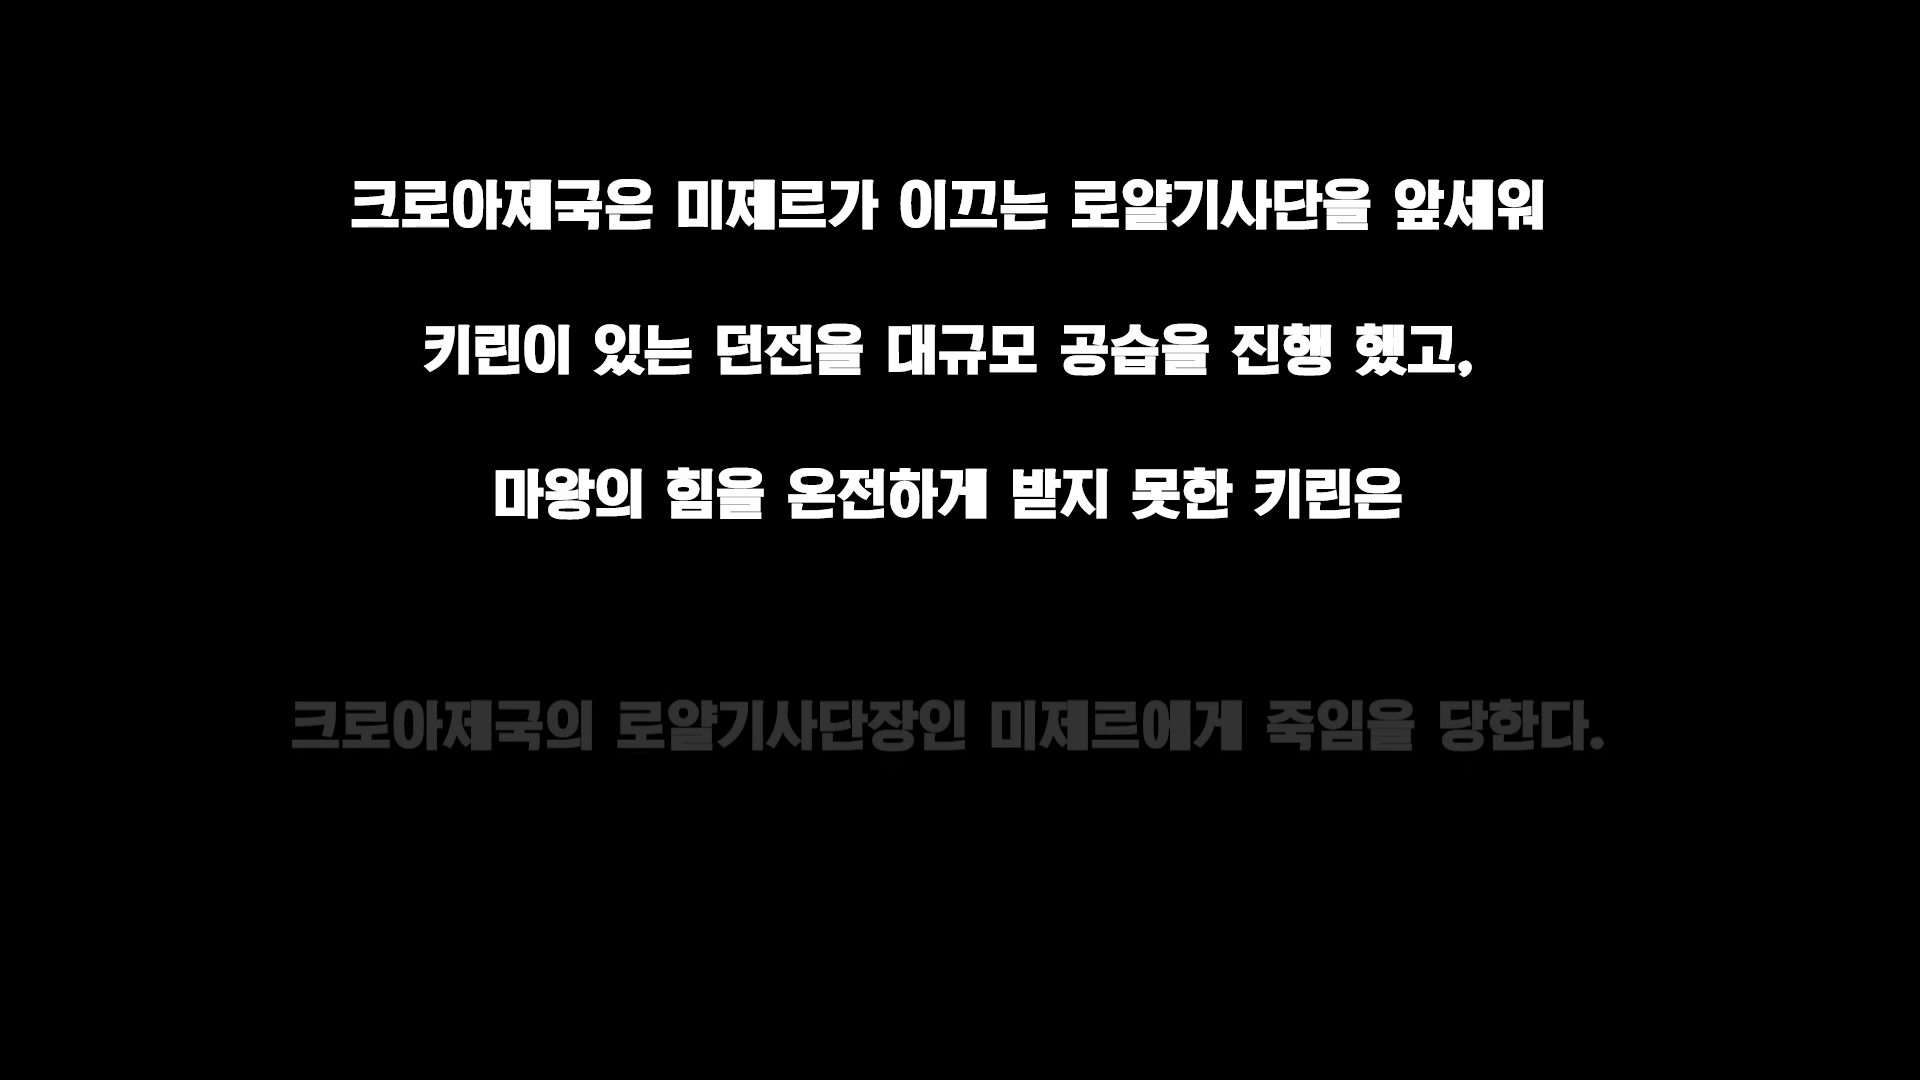 크로아제국은 미제르가 이끄는 로얄기사단을 앞세워
키린이 있는 던전을 대규모 공습을 진행 했고,
마왕의 힘을 온전하게 받지 못한 키린은
크로아제국의 로얄기사단장인 미제르에게 죽임을 당한다.